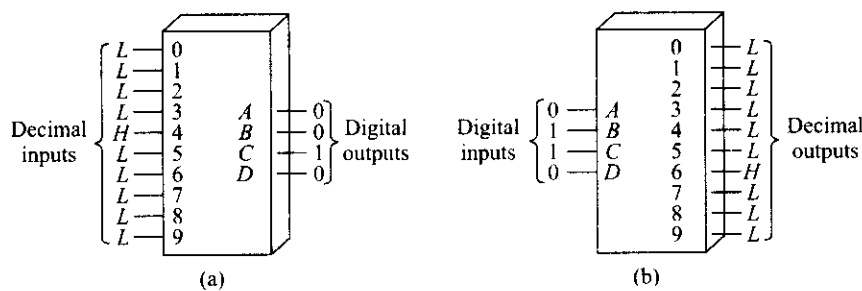 L 0
L 1
L 2
L 3 A 0
Decimal inputs H 4 B 0 Digital outputs
L 5 C 1
L 6 D 0
L 7
L 8
L 9
(a)
0 L
1 L
2 L
0 A 3 L
Digital inputs 1 B 4 L Decimal outputs
1 C 5 L
0 D 6 H
7 L
8 L
9 L
(b)